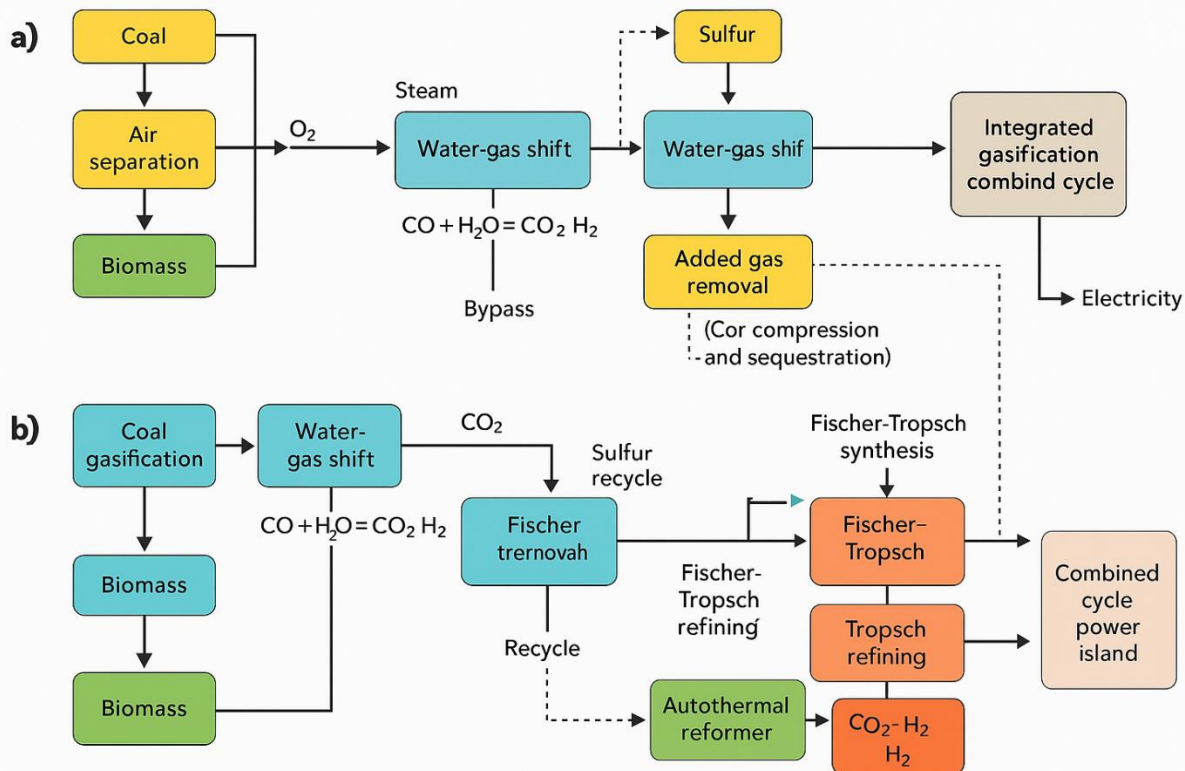 a)
Coal
Air
separation
Biomass
O₂
Steam
Water-gas shift
CO + H₂O = CO₂ H₂
Bypass
Sulfur
Water-gas shif
Added gas
removal
(Cor compression
and sequestration)
Integrated
gasification
combind cycle
Electricity
b)
Coal
gasification
Biomass
Biomass
Water-
gas shift
CO + H₂O = CO₂ H₂
CO₂
Sulfur
recycle
Fischer
trernovah
Recycle
Fischer-
Tropsch
refining
Autothermal
reformer
Fischer-Tropsch
synthesis
Fischer–
Tropsch
Tropsch
refining
CO₂-H₂
H₂
Combined
cycle
power
island